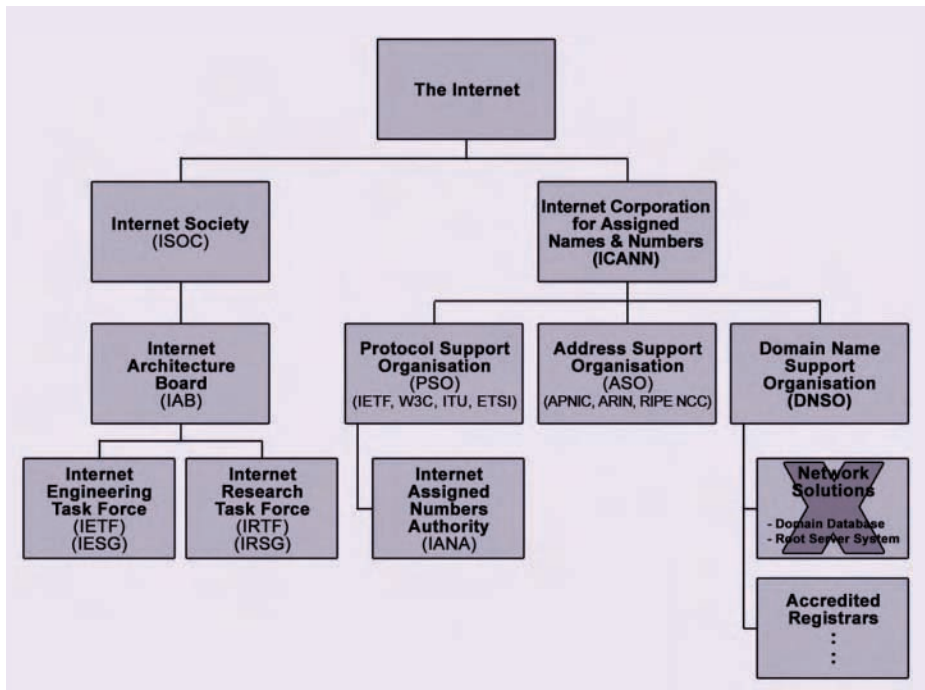 The Internet
Internet Society
(ISOC)
Internet Corporation
for Assigned
Names & Numbers
(ICANN)
Internet
Architecture
Board
(IAB)
Protocol Support
Organisation
(PSO)
(IETF, W3C, ITU, ETSI)
Address Support
Organisation
(ASO)
(APNIC, ARIN, RIPE NCC)
Domain Name
Support
Organisation
(DNSO)
Internet
Engineering
Task Force
(IETF)
(IESG)
Internet
Research
Task Force
(IRTF)
(IRSG)
Internet
Assigned
Numbers
Authority
(IANA)
Network
Solutions
- Domain Database
- Root Server System
Accredited
Registrars